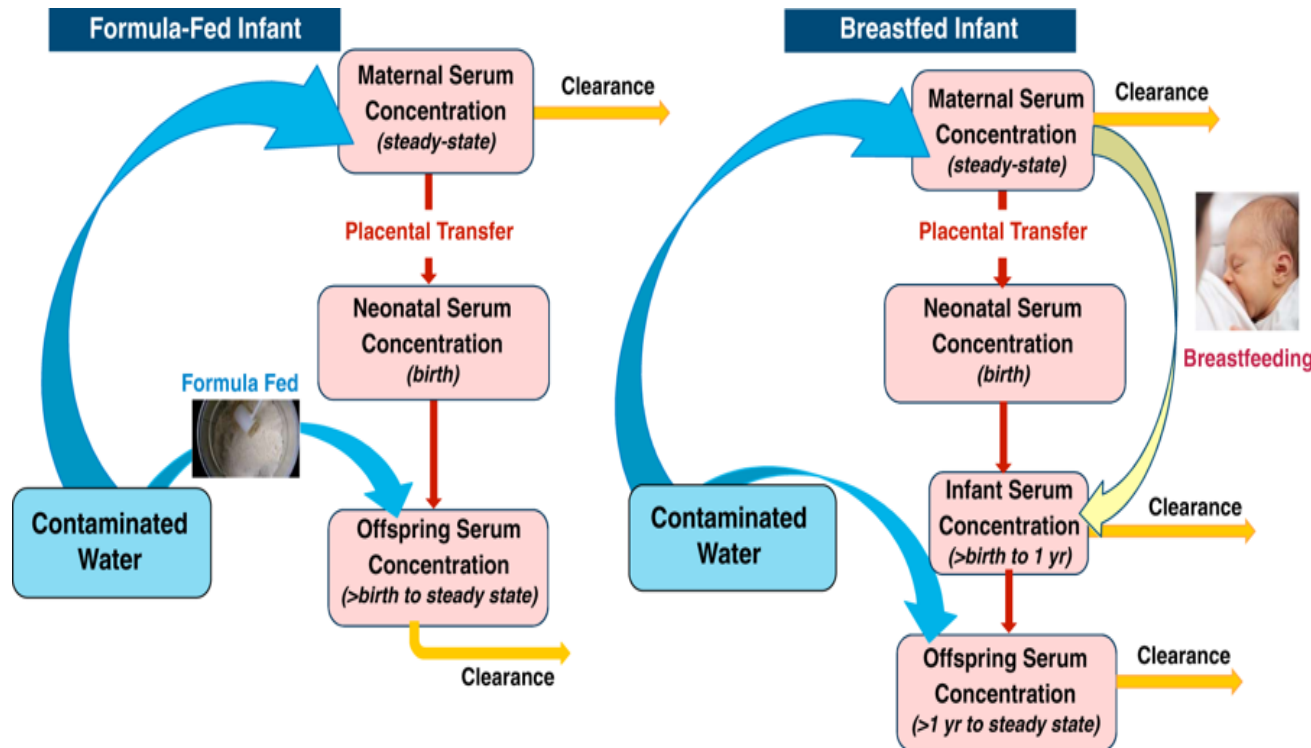 Formula-Fed Infant
Maternal Serum
Concentration
(steady-state)
Clearance
Placental Transfer
Neonatal Serum
Concentration
(birth)
Formula Fed
Contaminated
Water
Offspring Serum
Concentration
(>birth to steady state)
Clearance
Breastfed Infant
Maternal Serum
Concentration
(steady-state)
Clearance
Placental Transfer
Neonatal Serum
Concentration
(birth)
Breastfeeding
Contaminated
Water
Infant Serum
Concentration
(>birth to 1 yr)
Clearance
Offspring Serum
Concentration
(>1 yr to steady state)
Clearance